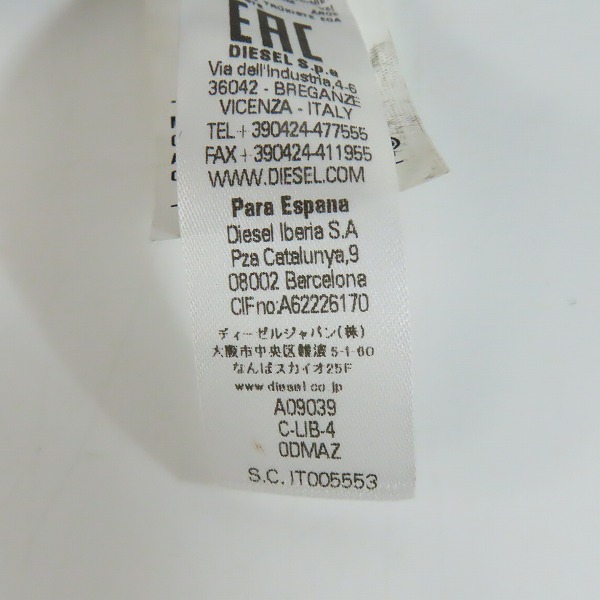 EAC
DIESEL S.p.a
Via dell'Industria,4-6
36042 - BREGANZE
VICENZA - ITALY
TEL+390424-477555
FAX+390424-411955
WWW.DIESEL.COM
Para Espana
Diesel Iberia S.A
Pza Catalunya,9
08002 Barcelona
CIF no:A62226170
ディーゼルジャパン(株)
大阪市中央区難波5-1-60
なんばスカイオ25F
www.diesel.co.jp
A09039
C-LIB-4
0DMAZ
S.C. IT005553